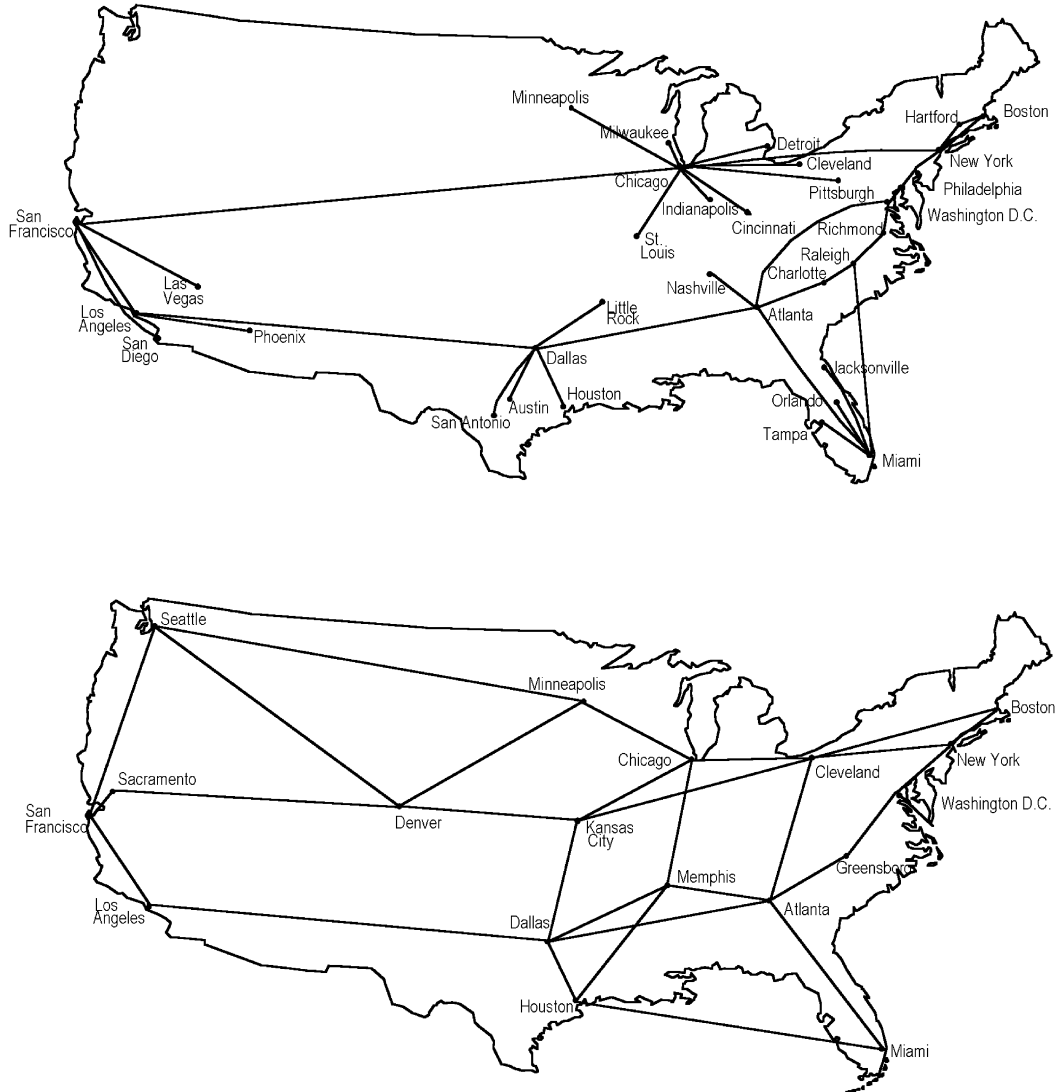 Minneapolis
Milwaukee
Hartford
Boston
Detroit
Cleveland
New York
Chicago
Pittsburgh
Philadelphia
Indianapolis
San
Francisco
Washington D.C.
Cincinnati
Richmond
St.
Louis
Raleigh
Charlotte
Nashville
Las
Vegas
Little
Rock
Los
Angeles
Atlanta
Phoenix
San
Diego
Dallas
Jacksonville
Houston
Austin
Orlando
San Antonio
Tampa
Miami
Seattle
Minneapolis
Boston
Chicago
New York
Cleveland
Sacramento
Washington D.C.
San
Francisco
Denver
Kansas
City
Greensboro
Memphis
Los
Angeles
Atlanta
Dallas
Houston
Miami